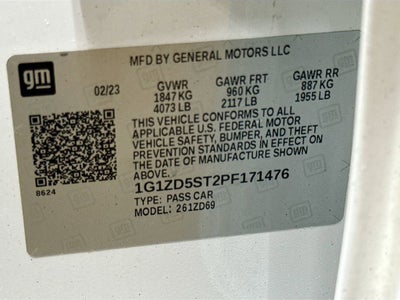 MFD BY GENERAL MOTORS LLC
gm
02/23 GVWR GAWR FRT GAWR RR
1847 KG 960 KG 887 KG
4073 LB 2117 LB 1955 LB
THIS VEHICLE CONFORMS TO ALL
APPLICABLE U.S. FEDERAL MOTOR
VEHICLE SAFETY, BUMPER, AND THEFT
PREVENTION STANDARDS IN EFFECT ON
THE DATE OF MANUFACTURE SHOWN
ABOVE.
1G1ZD5ST2PF171476
8624
TYPE: PASS CAR
MODEL: 261ZD69